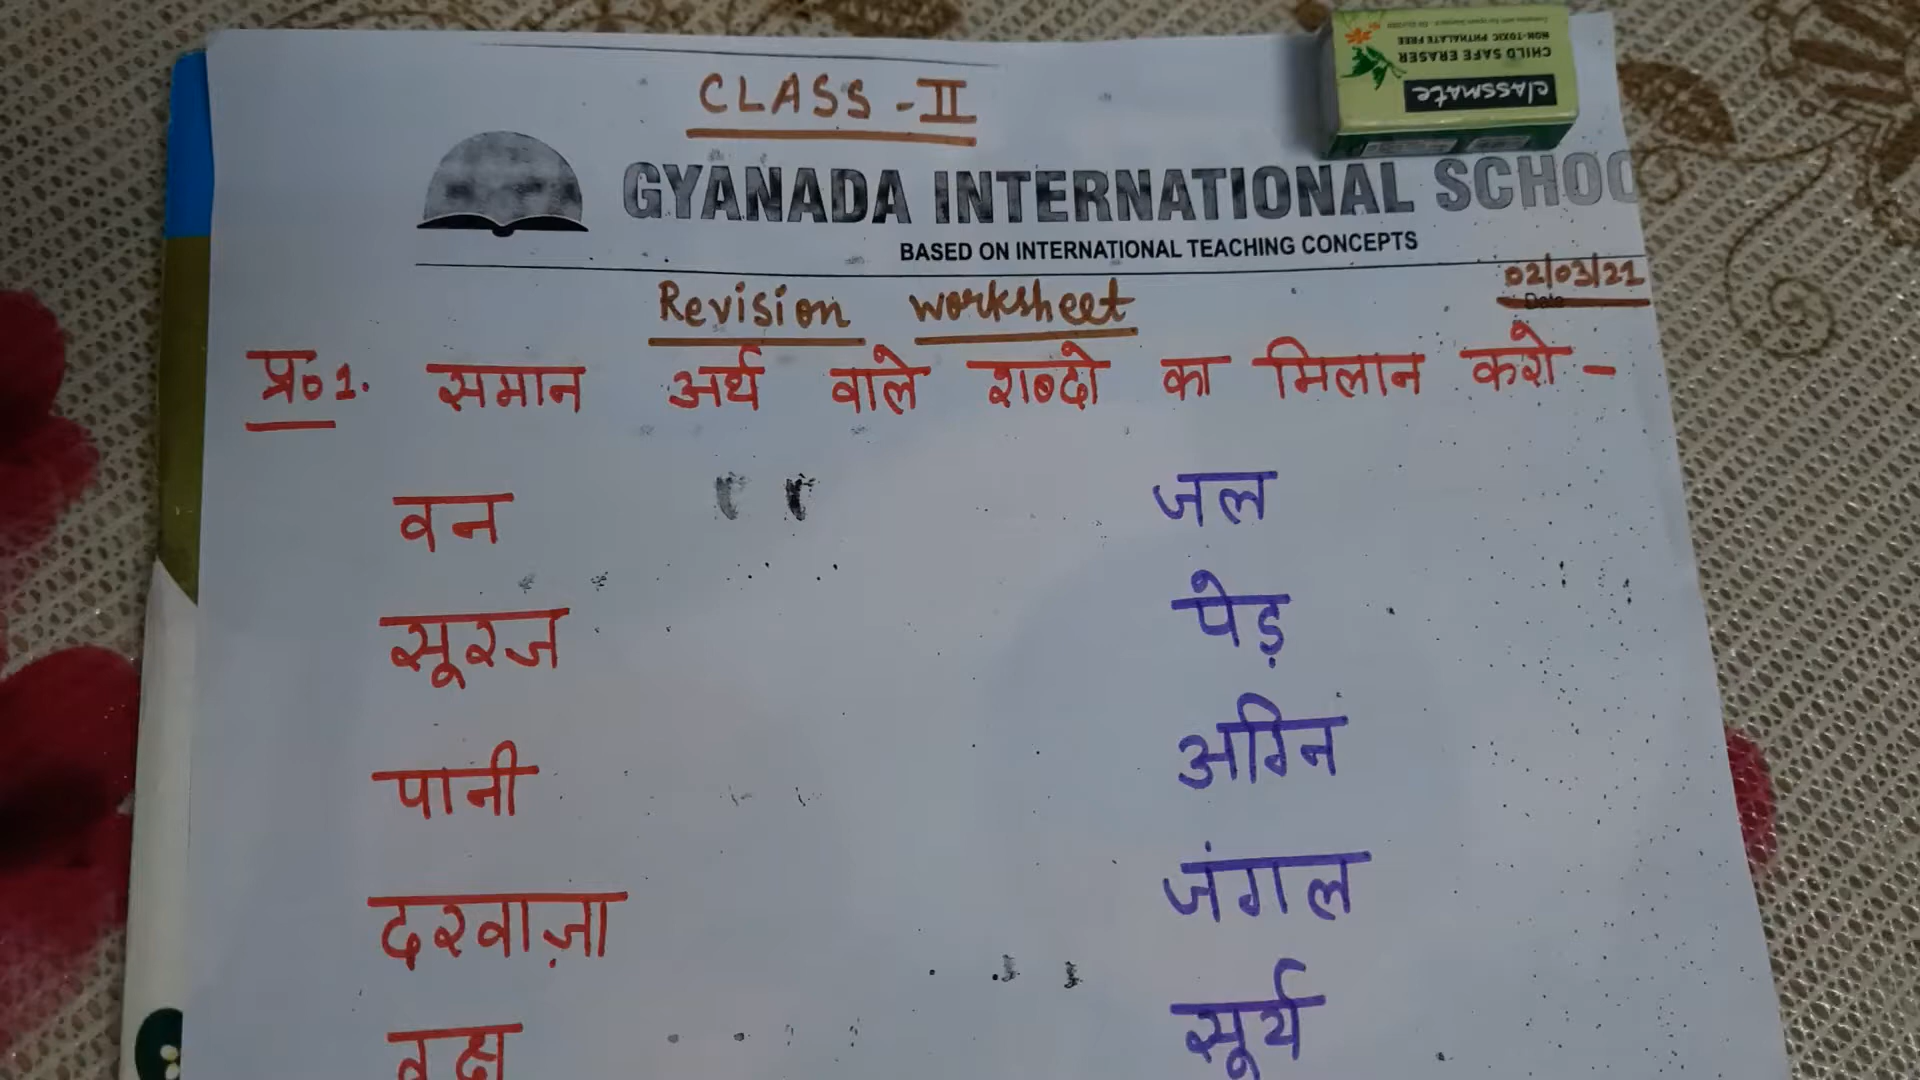 CLASS - II
classmate
CHILD SAFE ERASER
NON-TOXIC PHTHALATE FREE
GYANADA INTERNATIONAL SCHOO
BASED ON INTERNATIONAL TEACHING CONCEPTS
02/03/21
Date
Revision worksheet
प्र०1. समान अर्थ वाले शब्दो का मिलान करो -
वन जल
सूरज पेड़
पानी अग्नि
दरवाज़ा जंगल
वृक्ष सूर्य